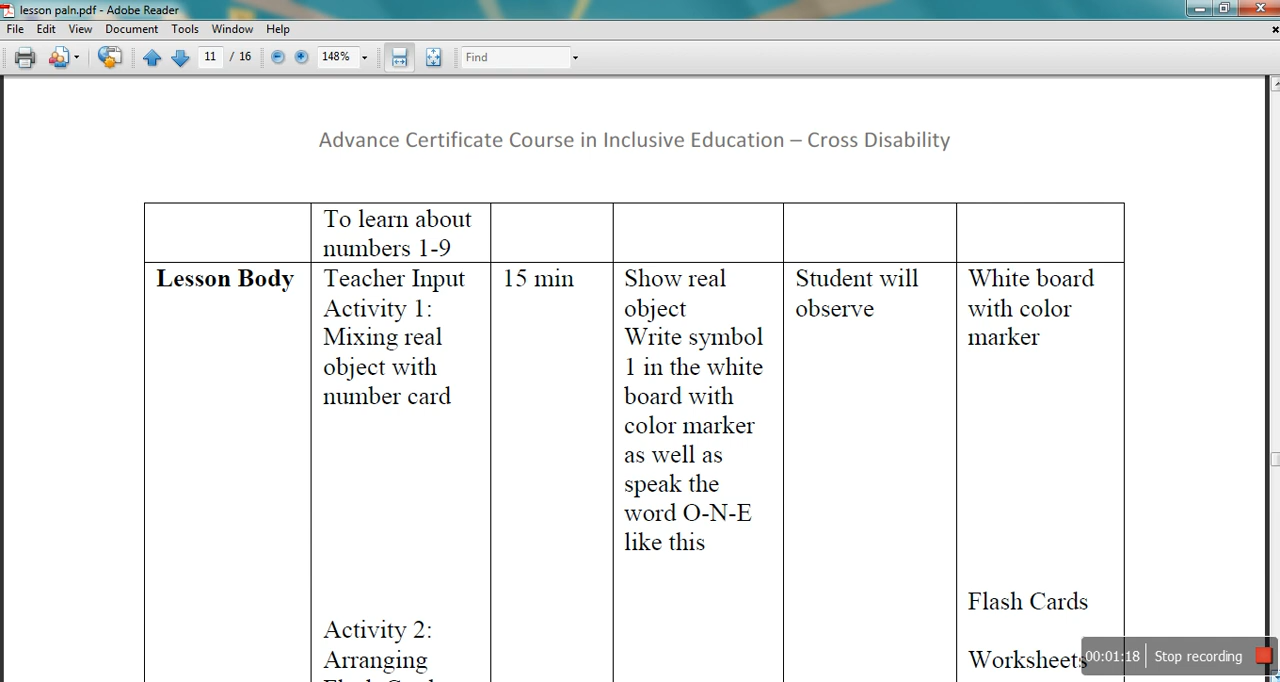 lesson paln.pdf - Adobe Reader
File Edit View Document Tools Window Help
11 / 16 148% Find
Advance Certificate Course in Inclusive Education – Cross Disability
To learn about
numbers 1-9
Lesson Body
Teacher Input
Activity 1:
Mixing real
object with
number card
Activity 2:
Arranging
15 min
Show real
object
Write symbol
1 in the white
board with
color marker
as well as
speak the
word O-N-E
like this
Student will
observe
White board
with color
marker
Flash Cards
Worksheets
00:01:18 Stop recording